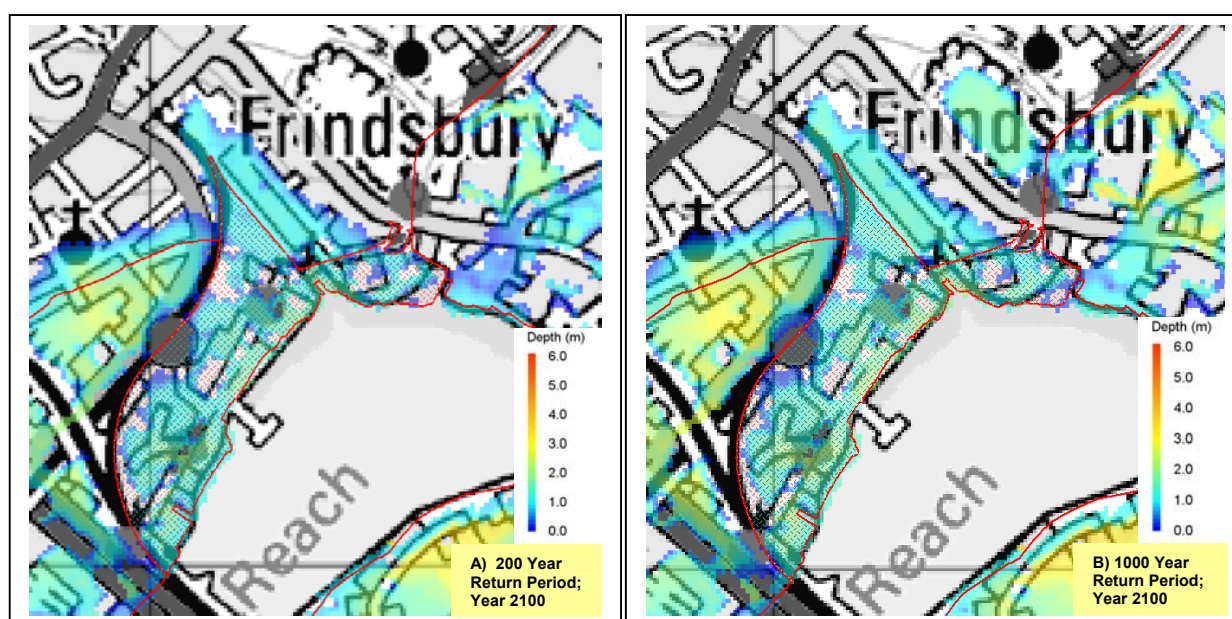 Frindsbury
Reach
Depth (m)
6.0
5.0
4.0
3.0
2.0
1.0
0.0
A) 200 Year
Return Period;
Year 2100
Frindsbury
Reach
Depth (m)
6.0
5.0
4.0
3.0
2.0
1.0
0.0
B) 1000 Year
Return Period;
Year 2100